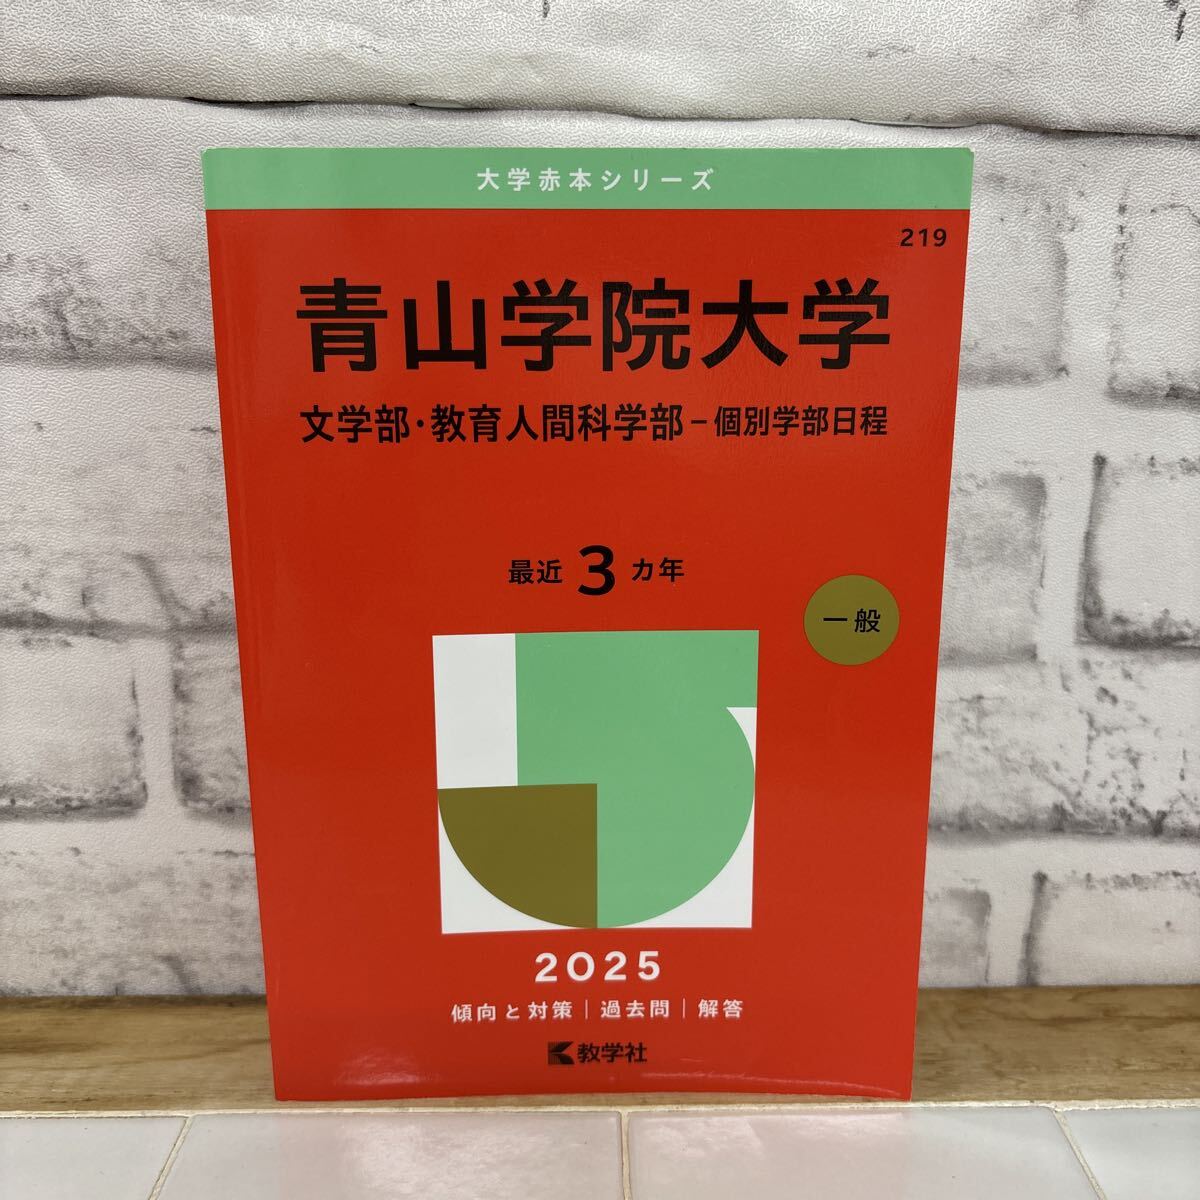 大学赤本シリーズ
219
青山学院大学
文学部・教育人間科学部－個別学部日程
最近 3 カ年
一般
2025
傾向と対策｜過去問｜解答
教学社